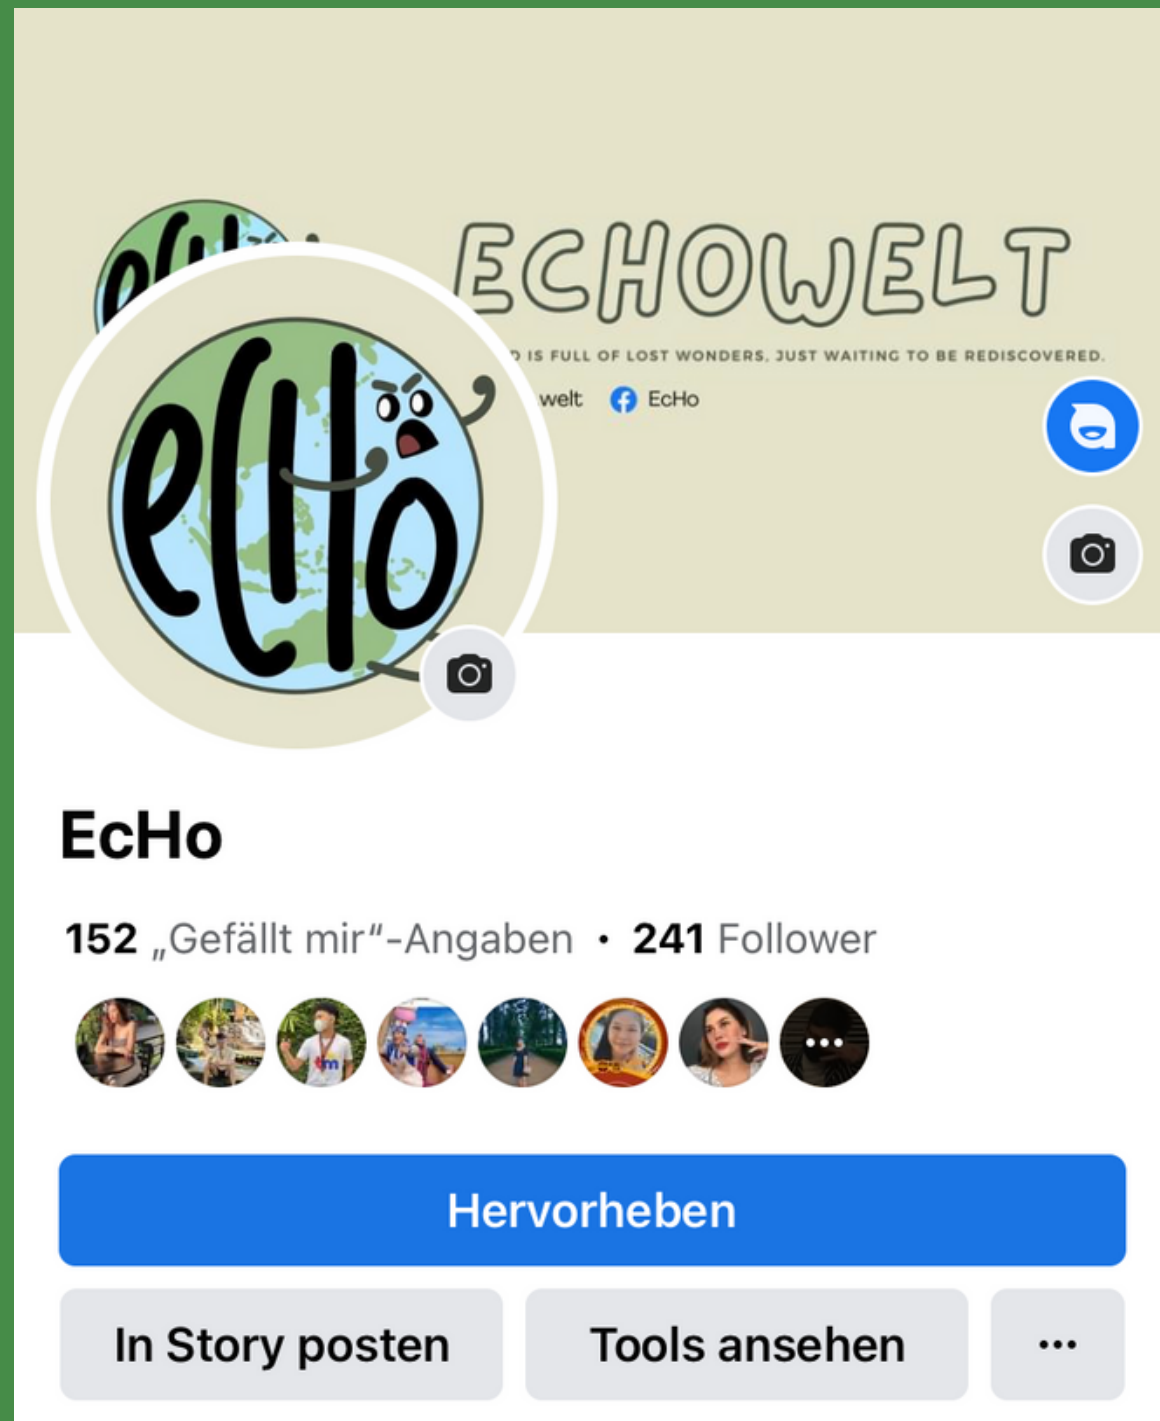 ECHOWELT
IS FULL OF LOST WONDERS, JUST WAITING TO BE REDISCOVERED.
welt EcHo
eCHo
EcHo
152 „Gefällt mir“-Angaben · 241 Follower
Hervorheben
In Story posten
Tools ansehen